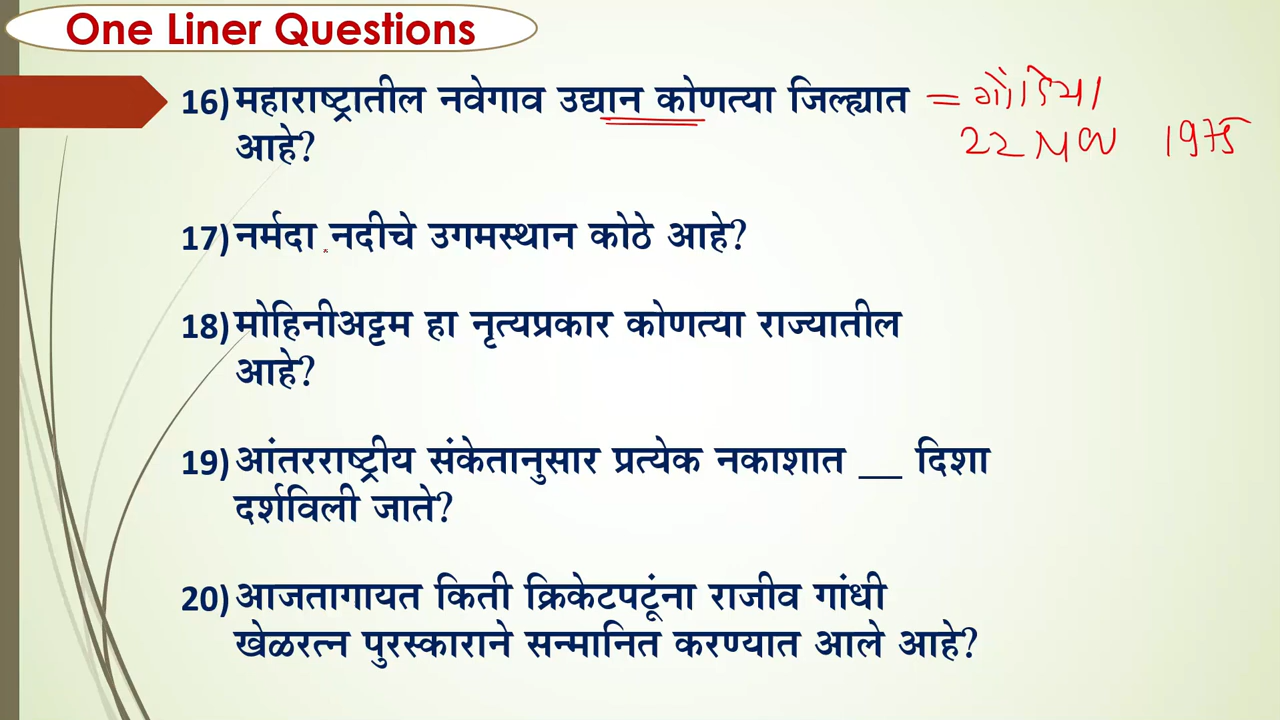 One Liner Questions
16) महाराष्ट्रातील नवेगाव उद्यान कोणत्या जिल्ह्यात = गोंदिया
आहे? 22 Nov 1975
17) नर्मदा नदीचे उगमस्थान कोठे आहे?
18) मोहिनीअट्टम हा नृत्यप्रकार कोणत्या राज्यातील
आहे?
19) आंतरराष्ट्रीय संकेतानुसार प्रत्येक नकाशात __ दिशा
दर्शविली जाते?
20) आजतागायत किती क्रिकेटपटूंना राजीव गांधी
खेळरत्न पुरस्काराने सन्मानित करण्यात आले आहे?